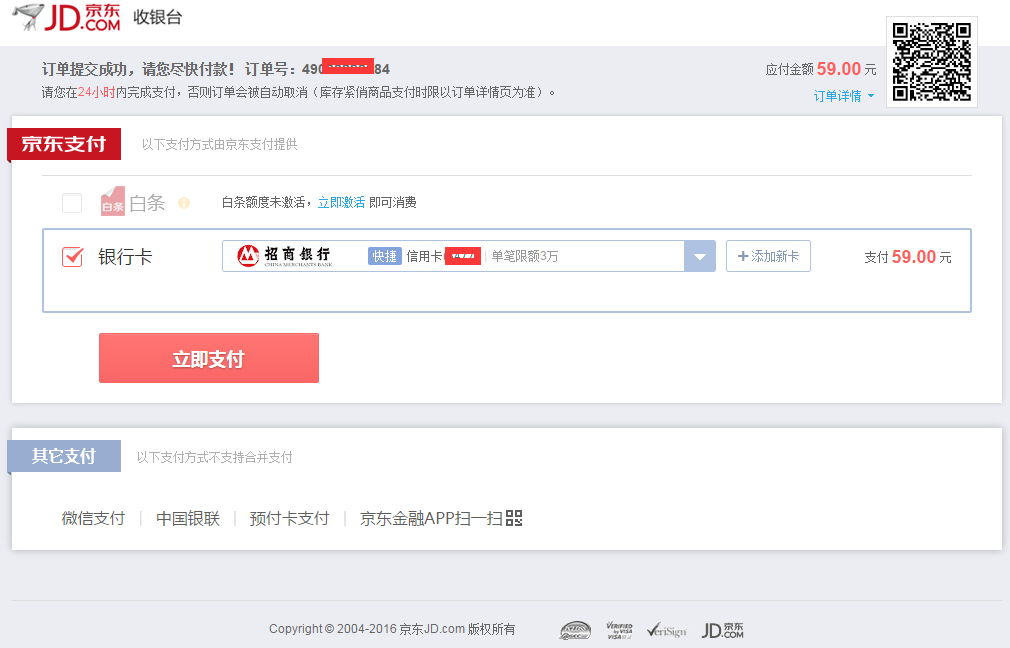 JD 京东 .COM 收银台
订单提交成功，请您尽快付款！ 订单号：490 84
应付金额 59.00 元
请您在24小时内完成支付，否则订单会被自动取消（库存紧俏商品支付时限以订单详情页为准）。
订单详情
京东支付 以下支付方式由京东支付提供
白条 白条 白条额度未激活，立即激活 即可消费
银行卡 招商银行 CHINA MERCHANTS BANK 快捷 信用卡( 单笔限额3万 +添加新卡 支付 59.00 元
立即支付
其它支付 以下支付方式不支持合并支付
微信支付 | 中国银联 | 预付卡支付 | 京东金融APP扫一扫
Copyright © 2004-2016 京东JD.com 版权所有 VERIFIED by VISA VeriSign JD 京东 .COM